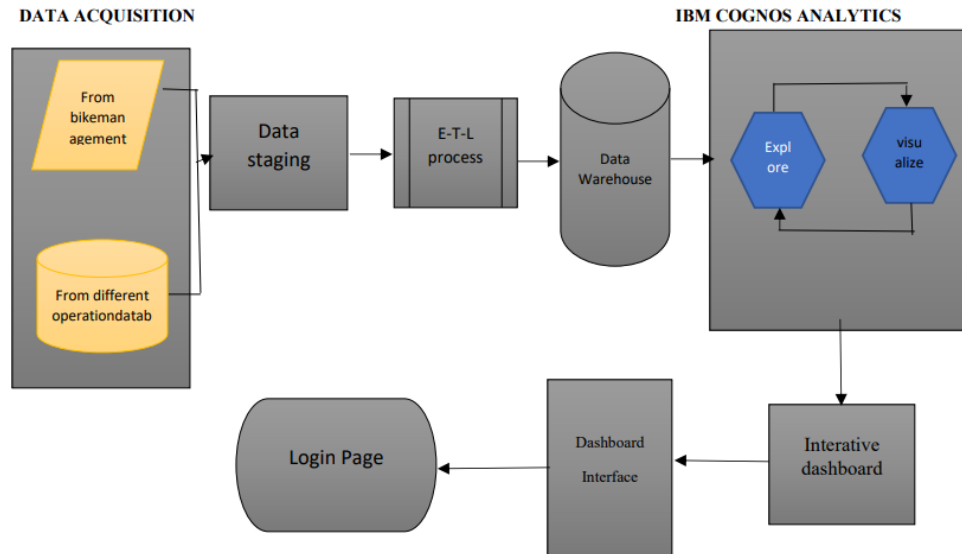 DATA ACQUISITION
IBM COGNOS ANALYTICS
From
bikeman
agement
Data
staging
E-T-L
process
Data
Warehouse
Expl
ore
visu
alize
From different
operationdatab
Login Page
Dashboard
Interface
Interative
dashboard